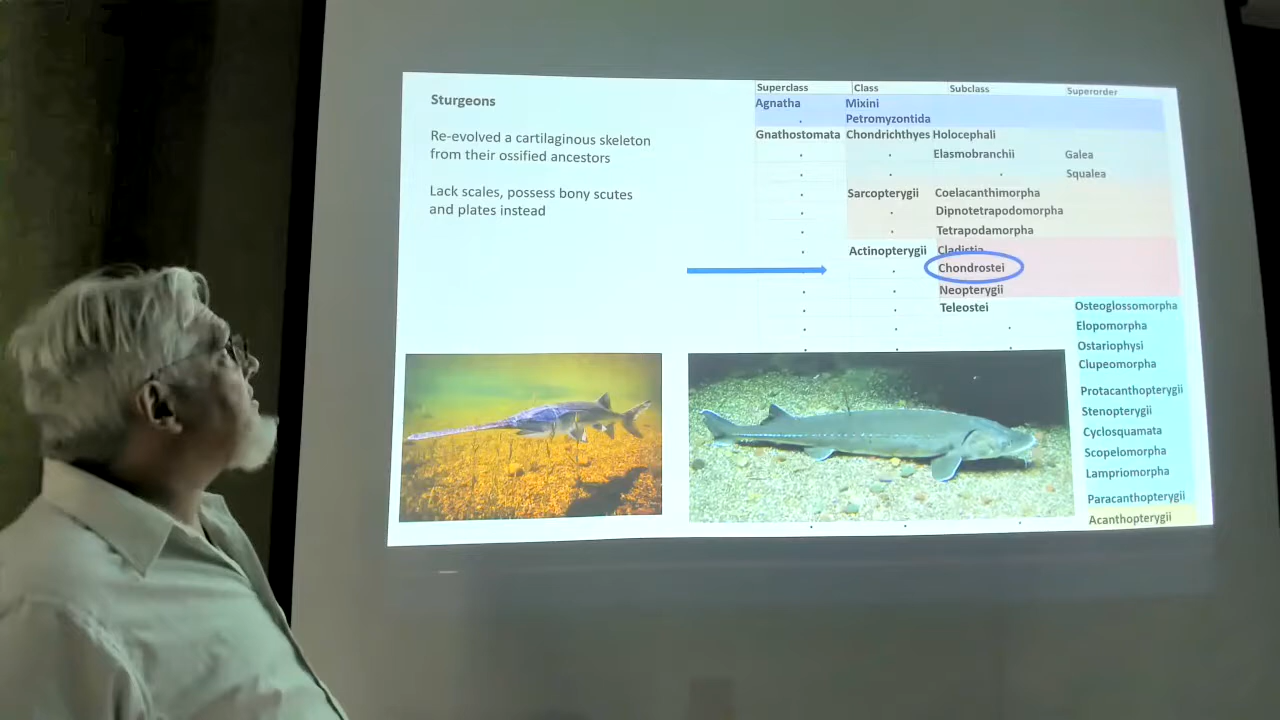 Sturgeons
Re-evolved a cartilaginous skeleton
from their ossified ancestors
Lack scales, possess bony scutes
and plates instead
Superclass Class Subclass Superorder
Agnatha Mixini
Petromyzontida
Gnathostomata Chondrichthyes Holocephali
Elasmobranchii Galea
Squalea
Sarcopterygii Coelacanthimorpha
Dipnotetrapodomorpha
Tetrapodamorpha
Actinopterygii Cladistia
Chondrostei
Neopterygii
Teleostei Osteoglossomorpha
Elopomorpha
Ostariophysi
Clupeomorpha
Protacanthopterygii
Stenopterygii
Cyclosquamata
Scopelomorpha
Lampriomorpha
Paracanthopterygii
Acanthopterygii